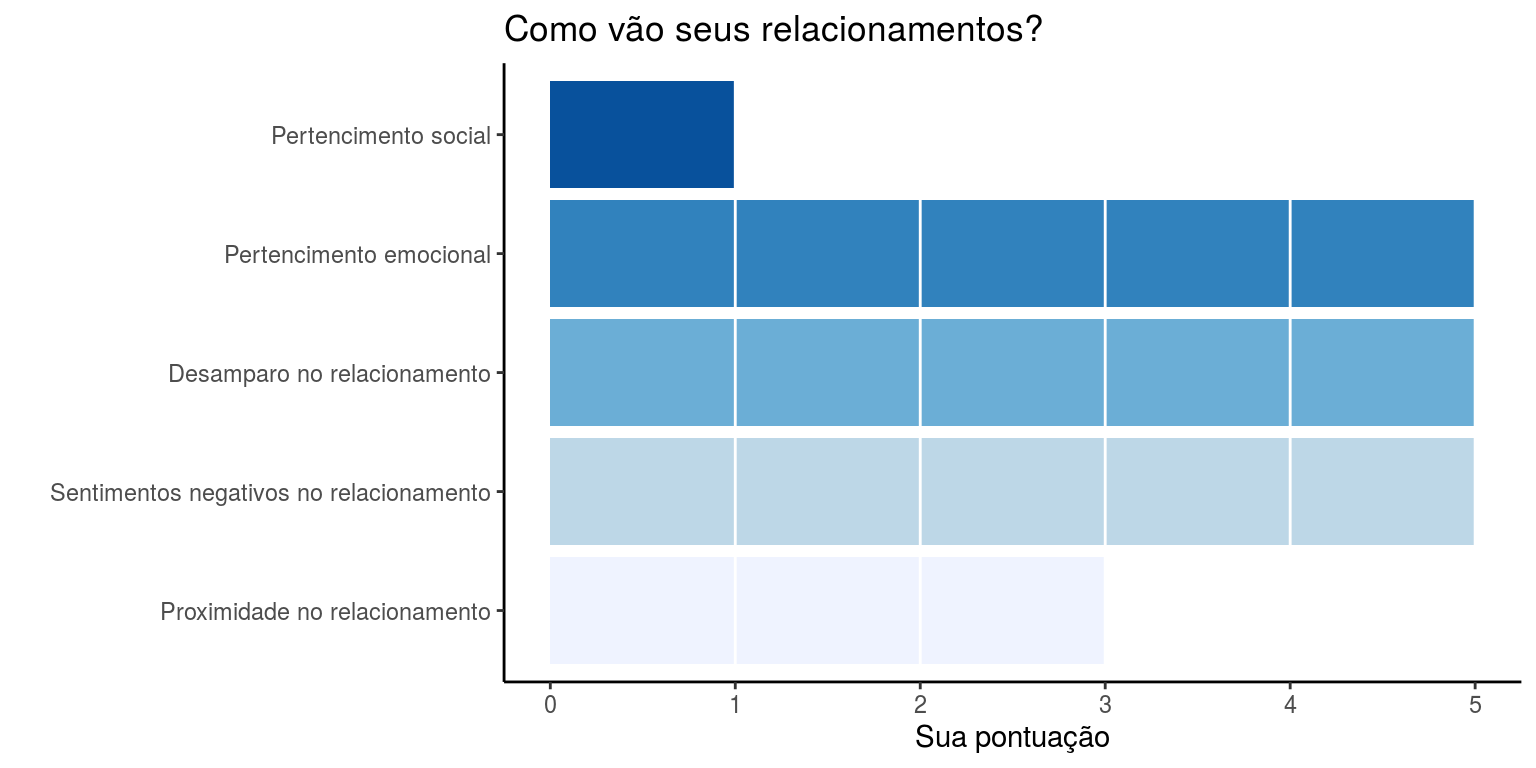 Como vão seus relacionamentos?
Pertencimento social
Pertencimento emocional
Desamparo no relacionamento
Sentimentos negativos no relacionamento
Proximidade no relacionamento
0 1 2 3 4 5
Sua pontuação